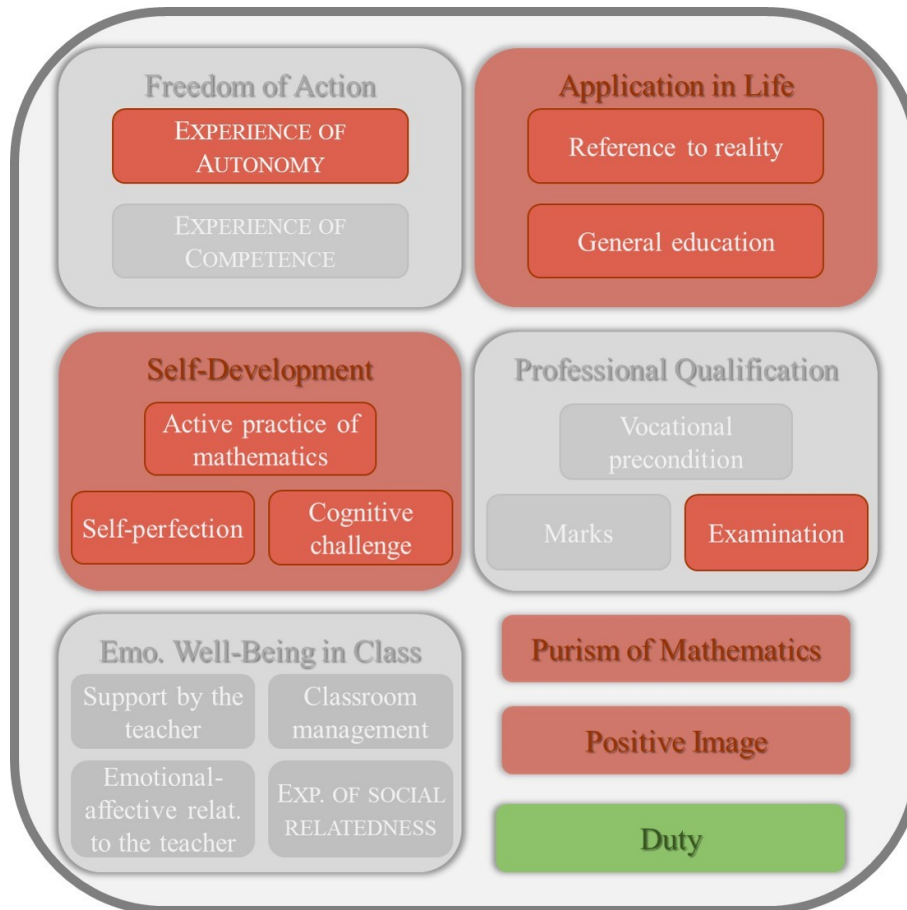 Freedom of Action
EXPERIENCE OF
AUTONOMY
EXPERIENCE OF
COMPETENCE
Application in Life
Reference to reality
General education
Self-Development
Active practice of
mathematics
Self-perfection
Cognitive
challenge
Professional Qualification
Vocational
precondition
Marks
Examination
Emo. Well-Being in Class
Support by the
teacher
Classroom
management
Emotional-
affective relat.
to the teacher
EXP. OF SOCIAL
RELATEDNESS
Purism of Mathematics
Positive Image
Duty